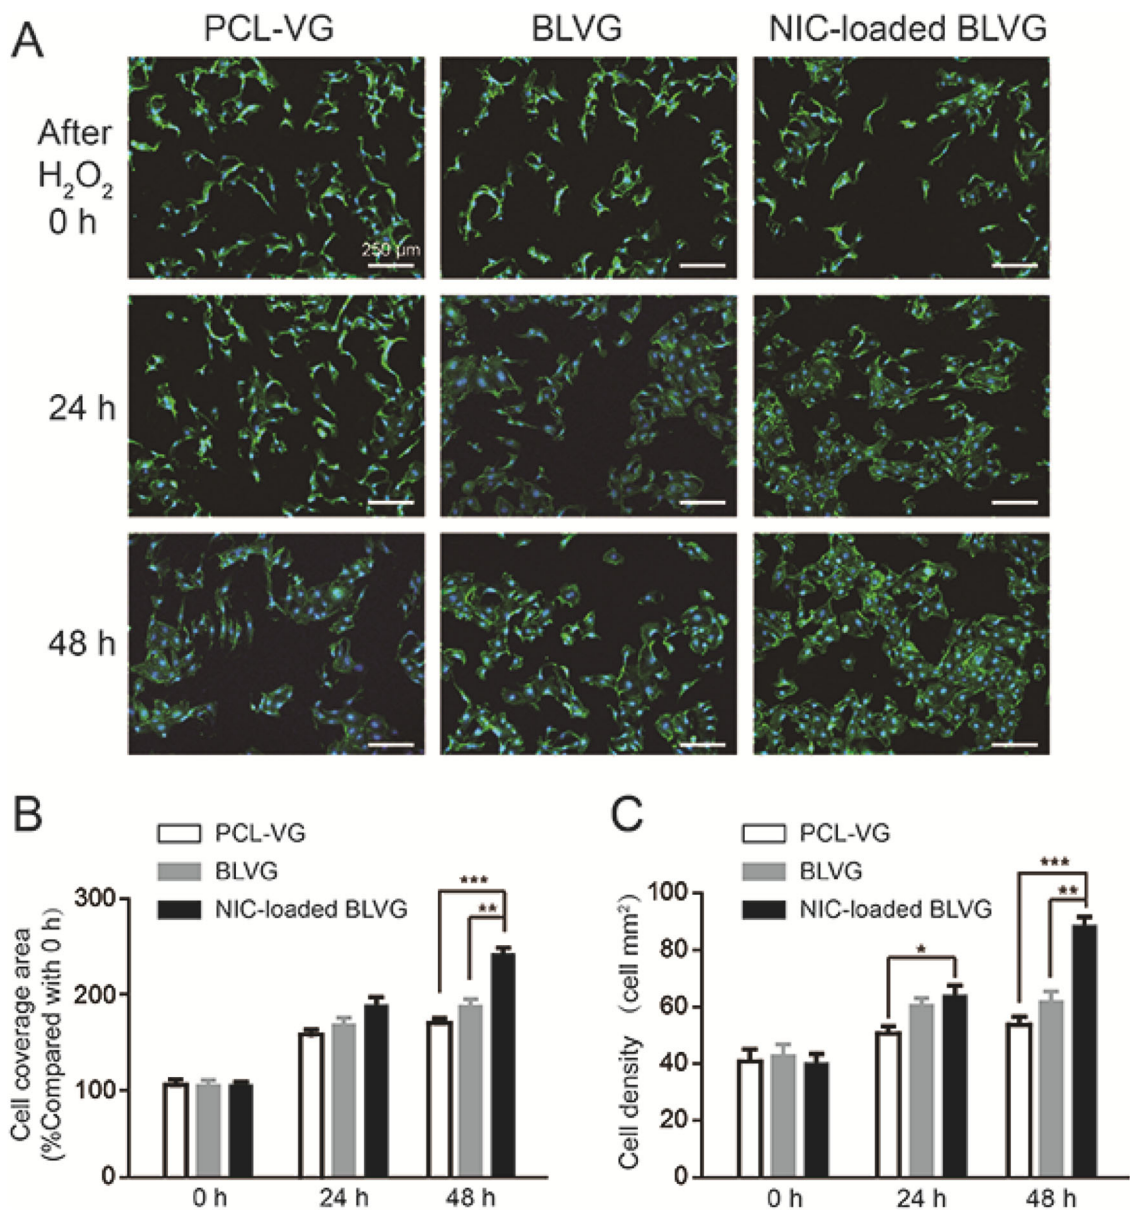 A
PCL-VG
BLVG
NIC-loaded BLVG
After
H₂O₂
0 h
250 μm
24 h
48 h
B
PCL-VG
BLVG
NIC-loaded BLVG
Cell coverage area
(%Compared with 0 h)
300
200
100
0
***
**
0 h
24 h
48 h
C
PCL-VG
BLVG
NIC-loaded BLVG
Cell density (cell mm²)
100
80
60
40
20
0
*
***
**
0 h
24 h
48 h